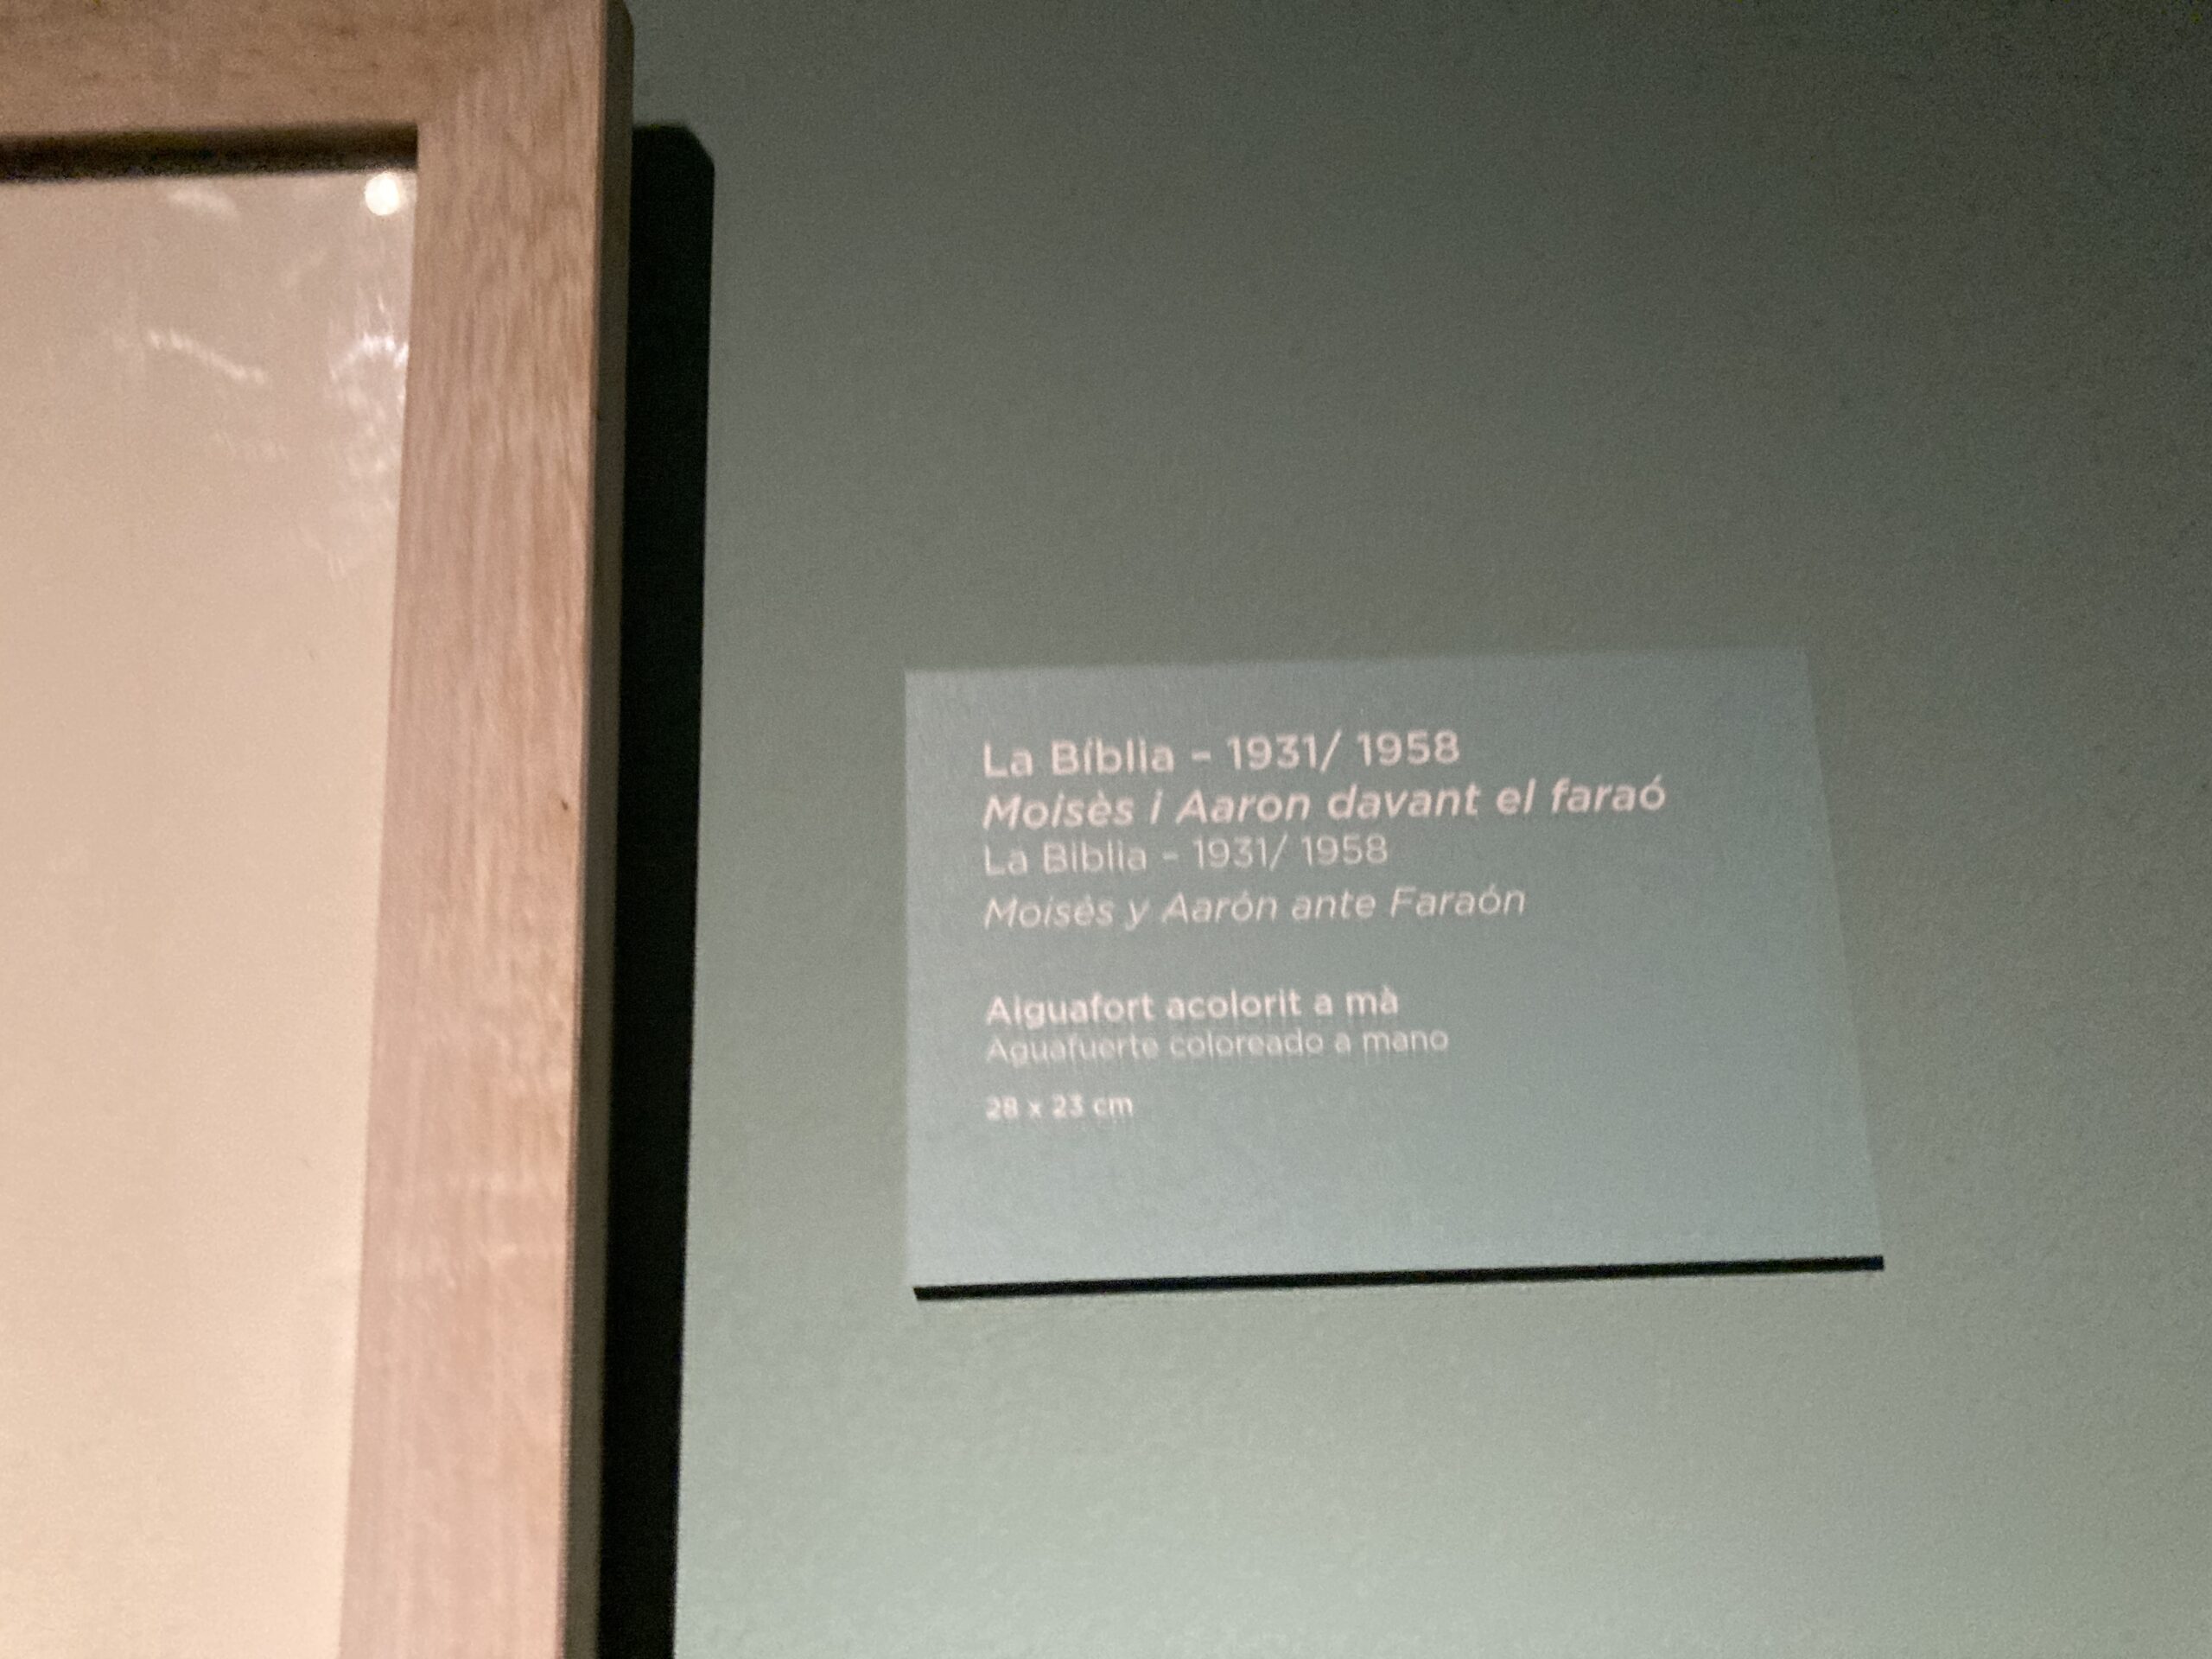 La Bíblia – 1931/ 1958
Moisès i Aaron davant el faraó
La Biblia – 1931/ 1958
Moisés y Aarón ante Faraón
Aiguafort acolorit a mà
Aguafuerte coloreado a mano
28 x 23 cm